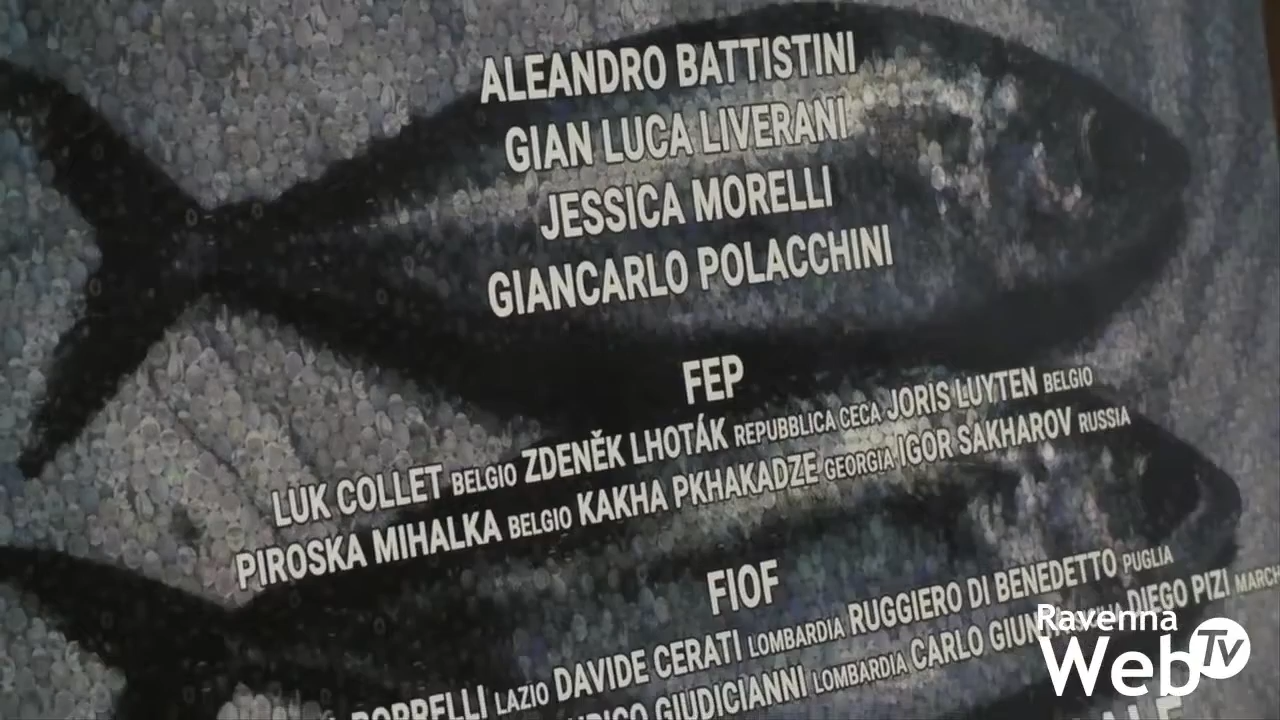 ALEANDRO BATTISTINI
GIAN LUCA LIVERANI
JESSICA MORELLI
GIANCARLO POLACCHINI
FEP
LUK COLLET BELGIO ZDENĚK LHOTÁK REPUBBLICA CECA JORIS LUYTEN BELGIO
PIROSKA MIHALKA BELGIO KAKHA PKHAKADZE GEORGIA IGOR SAKHAROV RUSSIA
FIOF
LAZIO DAVIDE CERATI LOMBARDIA RUGGIERO DI BENEDETTO PUGLIA
GIUDICIANNI LOMBARDIA CARLO DIEGO PIZI
Ravenna
Web Tv